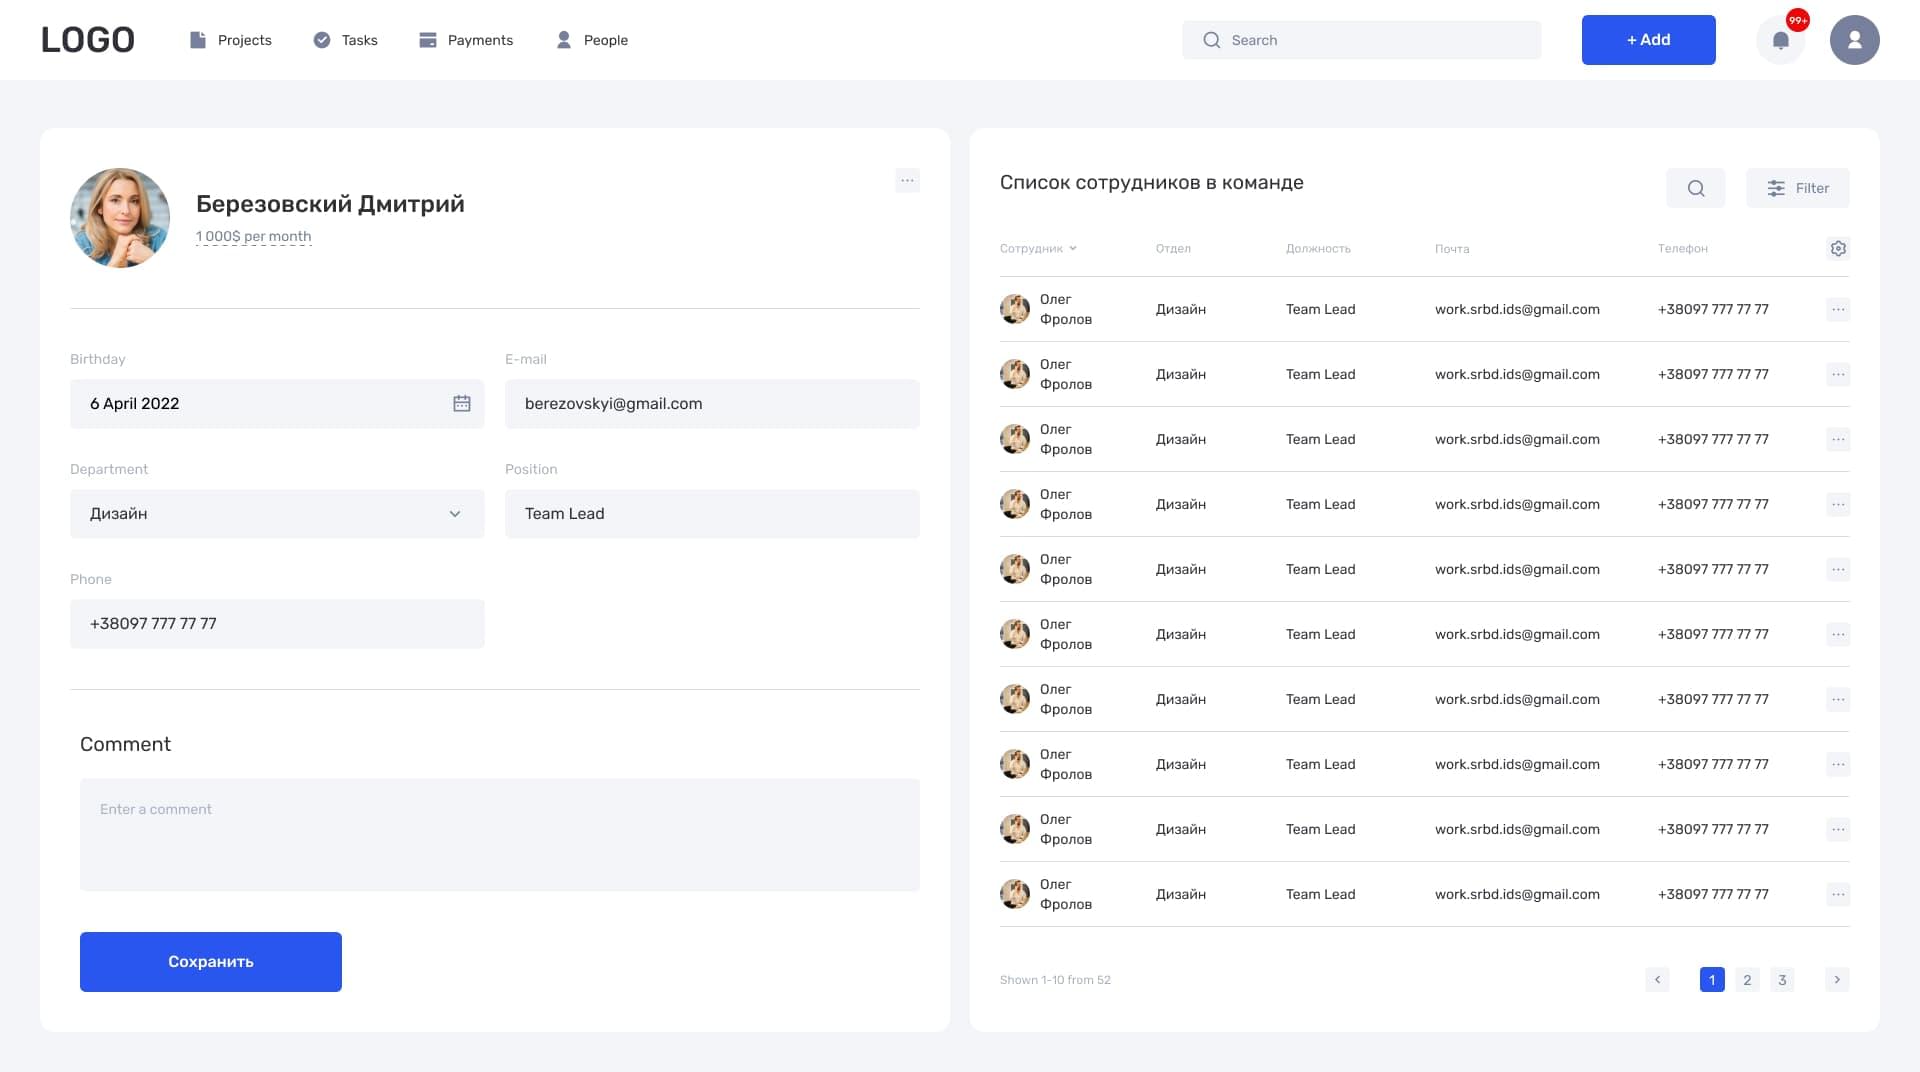 LOGO
Projects
Tasks
Payments
People
Search
+ Add
99+
Березовский Дмитрий
1 000$ per month
...
Birthday
6 April 2022
E-mail
berezovskyi@gmail.com
Department
Дизайн
Position
Team Lead
Phone
+38097 777 77 77
Comment
Enter a comment
Сохранить
Список сотрудников в команде
Filter
Сотрудник Отдел Должность Почта Телефон
Олег
Фролов
Дизайн Team Lead work.srbd.ids@gmail.com +38097 777 77 77 ...
Олег
Фролов
Дизайн Team Lead work.srbd.ids@gmail.com +38097 777 77 77 ...
Олег
Фролов
Дизайн Team Lead work.srbd.ids@gmail.com +38097 777 77 77 ...
Олег
Фролов
Дизайн Team Lead work.srbd.ids@gmail.com +38097 777 77 77 ...
Олег
Фролов
Дизайн Team Lead work.srbd.ids@gmail.com +38097 777 77 77 ...
Олег
Фролов
Дизайн Team Lead work.srbd.ids@gmail.com +38097 777 77 77 ...
Олег
Фролов
Дизайн Team Lead work.srbd.ids@gmail.com +38097 777 77 77 ...
Олег
Фролов
Дизайн Team Lead work.srbd.ids@gmail.com +38097 777 77 77 ...
Олег
Фролов
Дизайн Team Lead work.srbd.ids@gmail.com +38097 777 77 77 ...
Олег
Фролов
Дизайн Team Lead work.srbd.ids@gmail.com +38097 777 77 77 ...
Shown 1-10 from 52
< 1 2 3 >